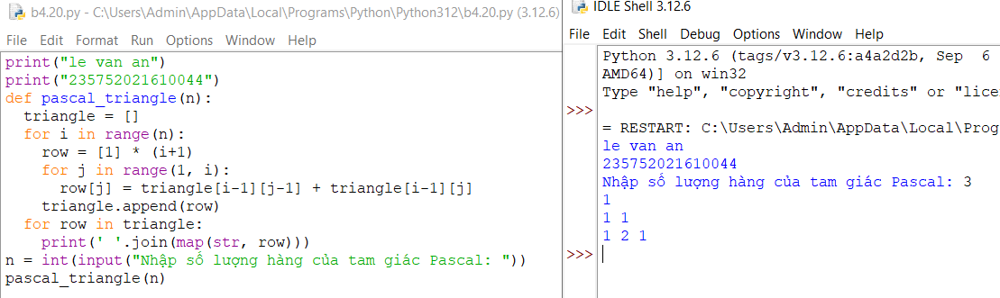 b4.20.py - C:\Users\Admin\AppData\Local\Programs\Python\Python312\b4.20.py (3.12.6)
File Edit Format Run Options Window Help
print("le van an")
print("235752021610044")
def pascal_triangle(n):
  triangle = []
  for i in range(n):
    row = [1] * (i+1)
    for j in range(1, i):
      row[j] = triangle[i-1][j-1] + triangle[i-1][j]
    triangle.append(row)
  for row in triangle:
    print(' '.join(map(str, row)))
n = int(input("Nhập số lượng hàng của tam giác Pascal: "))
pascal_triangle(n)
IDLE Shell 3.12.6
File Edit Shell Debug Options Window Help
Python 3.12.6 (tags/v3.12.6:a4a2d2b, Sep 6
AMD64)] on win32
Type "help", "copyright", "credits" or "lice
>>>
= RESTART: C:\Users\Admin\AppData\Local\Prog
le van an
235752021610044
Nhập số lượng hàng của tam giác Pascal: 3
1
1 1
1 2 1
>>>